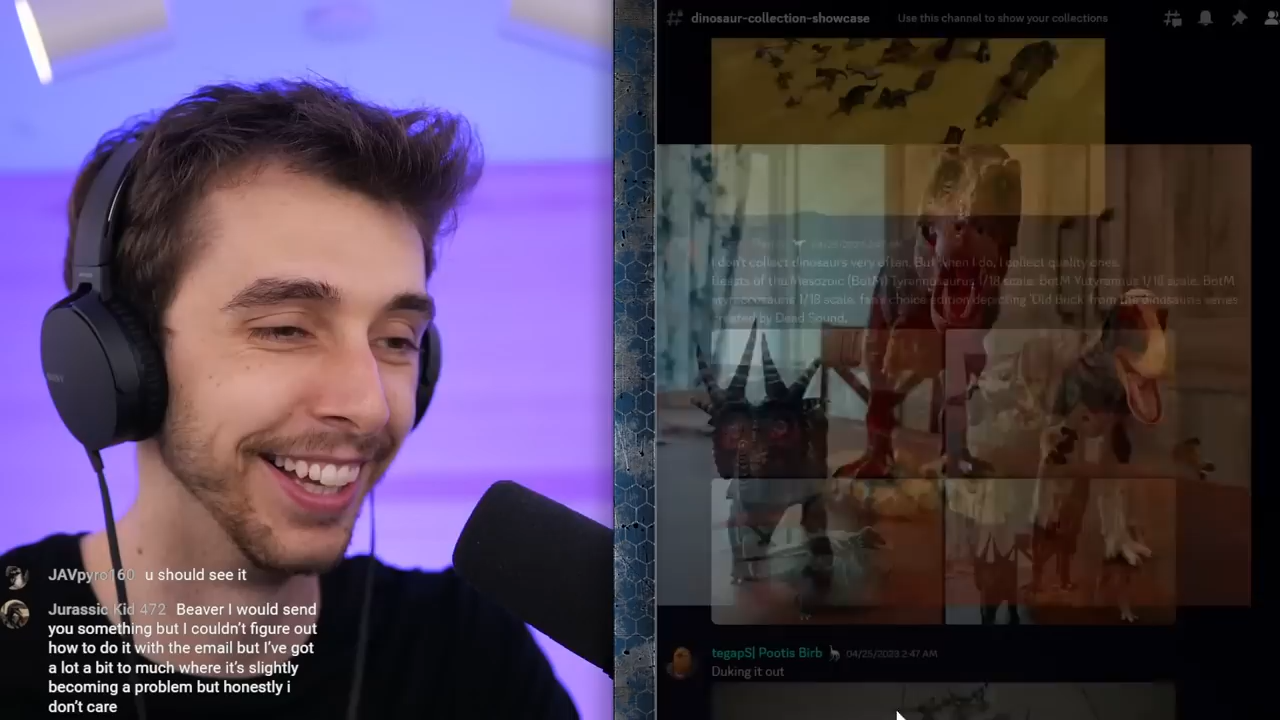 dinosaur-collection-showcase Use this channel to show your collections
I don't collect dinosaurs very often. But when I do, I collect quality ones.
Beasts of the Mesozoic (BotM) Tyrannosaurus 1/18 scale. BotM Yutyrannus 1/18 scale. BotM
Styracosaurus 1/18 scale, fan's choice edition depicting 'Old Buck' from the dinosaurs series
created by Dead Sound.
tegapS| Pootis Birb 04/25/2023 2:47 AM
Duking it out
JAVpyro160 u should see it
Jurassic Kid 472 Beaver I would send
you something but I couldn't figure out
how to do it with the email but I've got
a lot a bit to much where it's slightly
becoming a problem but honestly i
don't care